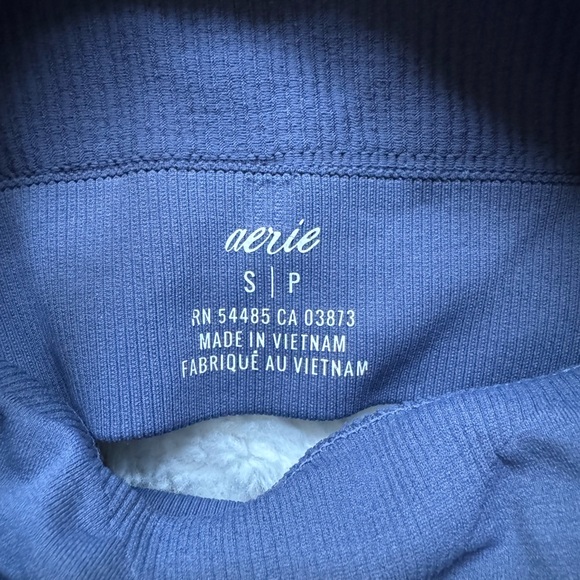 aerie
S | P
RN 54485 CA 03873
MADE IN VIETNAM
FABRIQUÉ AU VIETNAM